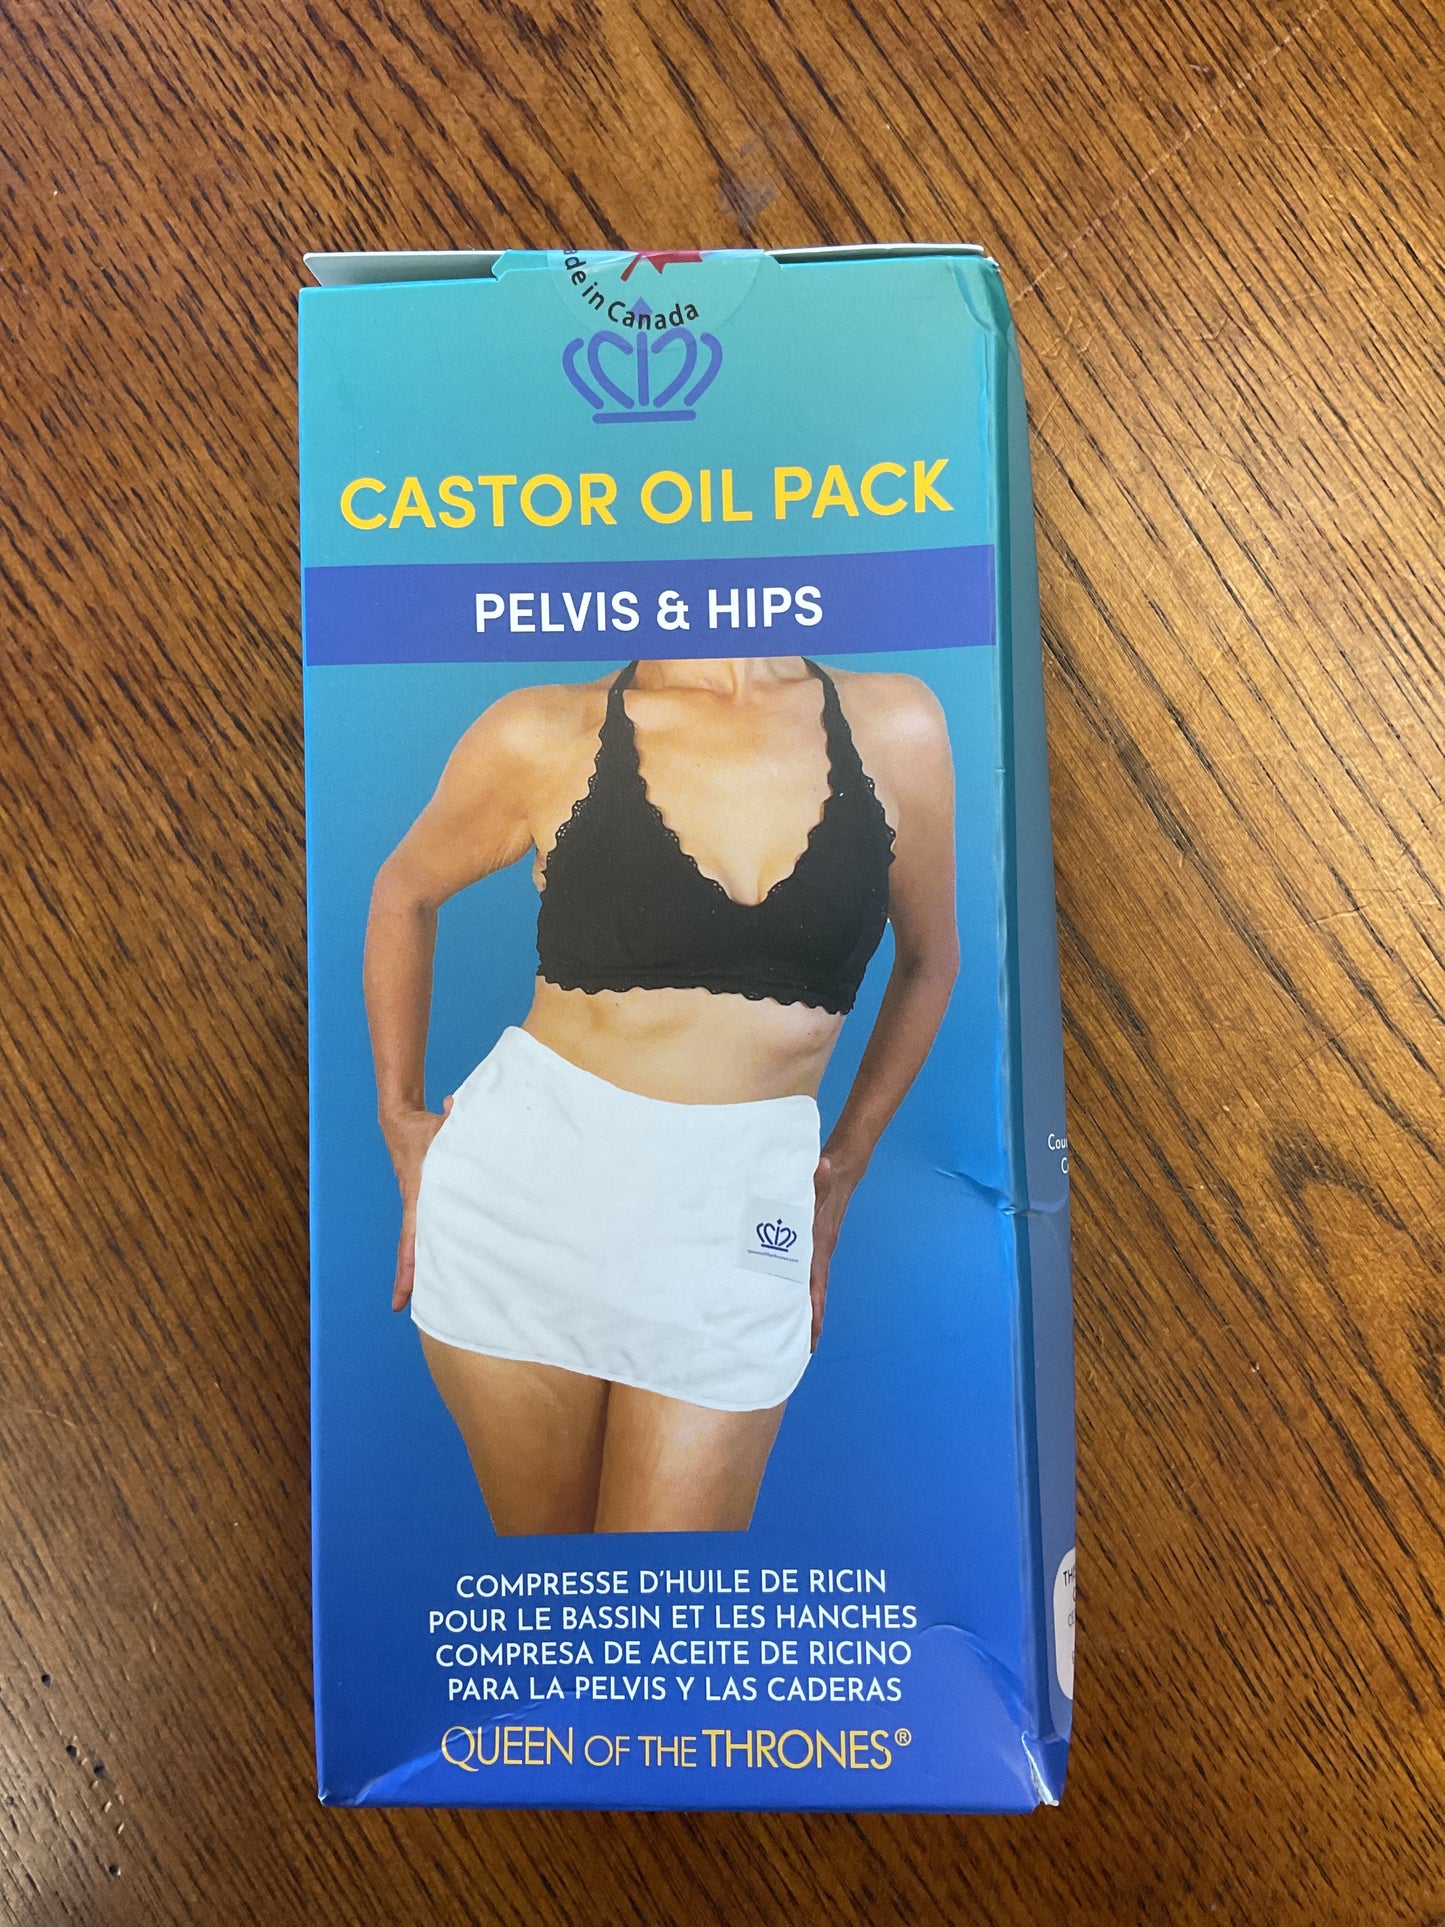 in Canada
CASTOR OIL PACK
PELVIS & HIPS
COMPRESSE D'HUILE DE RICIN
POUR LE BASSIN ET LES HANCHES
COMPRESA DE ACEITE DE RICINO
PARA LA PELVIS Y LAS CADERAS
QUEEN OF THE THRONES®